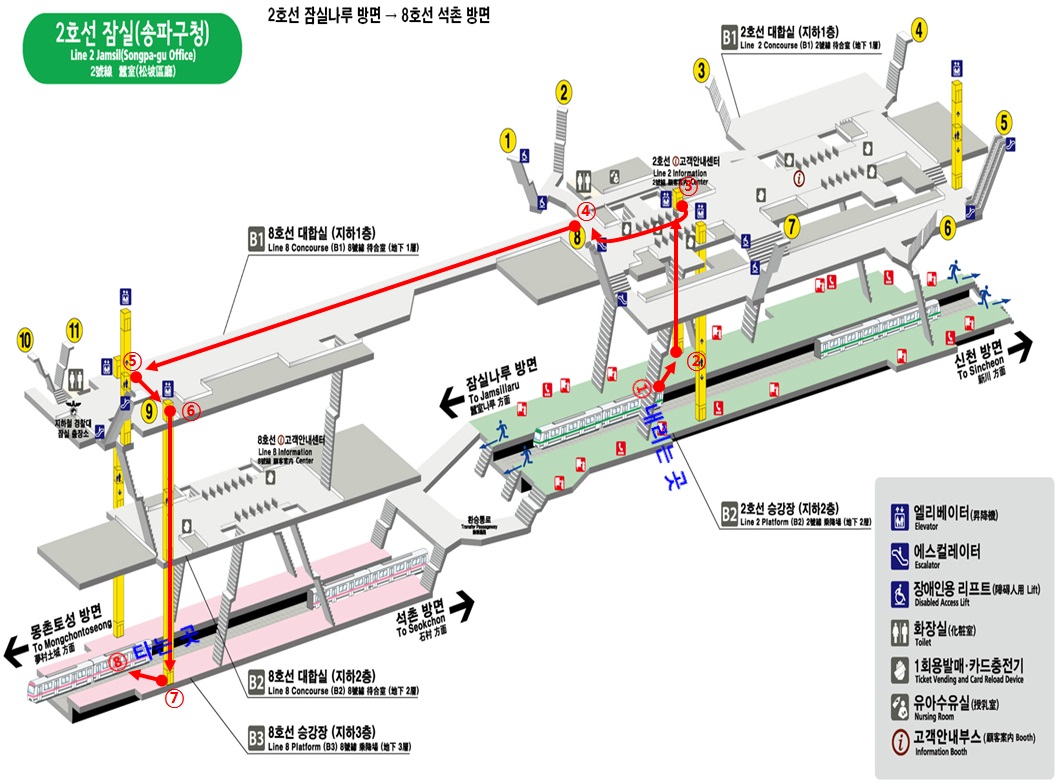 2호선 잠실나루 방면 → 8호선 석촌 방면
2호선 잠실(송파구청)
Line 2 Jamsil(Songpa-gu Office)
2號線 蠶室(松坡區廳)
B1 2호선 대합실 (지하1층)
Line 2 Concourse (B1) 2號線 待合室 (地下 1層)
1
2
3
4
5
6
7
8
2호선 i고객안내센터
Line 2 Information
③
④
B1 8호선 대합실 (지하1층)
Line 8 Concourse (B1) 8號線 待合室 (地下 1層)
10
11
⑤
9
⑥
지하철 경찰대
잠실 출장소
잠실나루 방면
To Jamsillaru
蠶室나루 方面
신천 방면
To Sincheon
新川 方面
①
②
내리는 곳
8호선 i고객안내센터
Line 8 Information
환승통로
Transfer Passageway
B2 2호선 승강장 (지하2층)
Line 2 Platform (B2) 2號線 乘降場 (地下 2層)
몽촌토성 방면
To Mongchontoseong
夢村土城 方面
석촌 방면
To Seokchon
石村 方面
타는 곳
⑧
⑦
B2 8호선 대합실 (지하2층)
Line 8 Concourse (B2) 8號線 待合室 (地下 2層)
B3 8호선 승강장 (지하3층)
Line 8 Platform (B3) 8號線 乘降場 (地下 3層)
엘리베이터(昇降機)
Elevator
에스컬레이터
Escalator
장애인용 리프트(障碍人用 Lift)
Disabled Access Lift
화장실(化粧室)
Toilet
1회용발매·카드충전기
Ticket Vending and Card Reload Device
유아수유실(授乳室)
Nursing Room
고객안내부스(顧客案内 Booth)
Information Booth